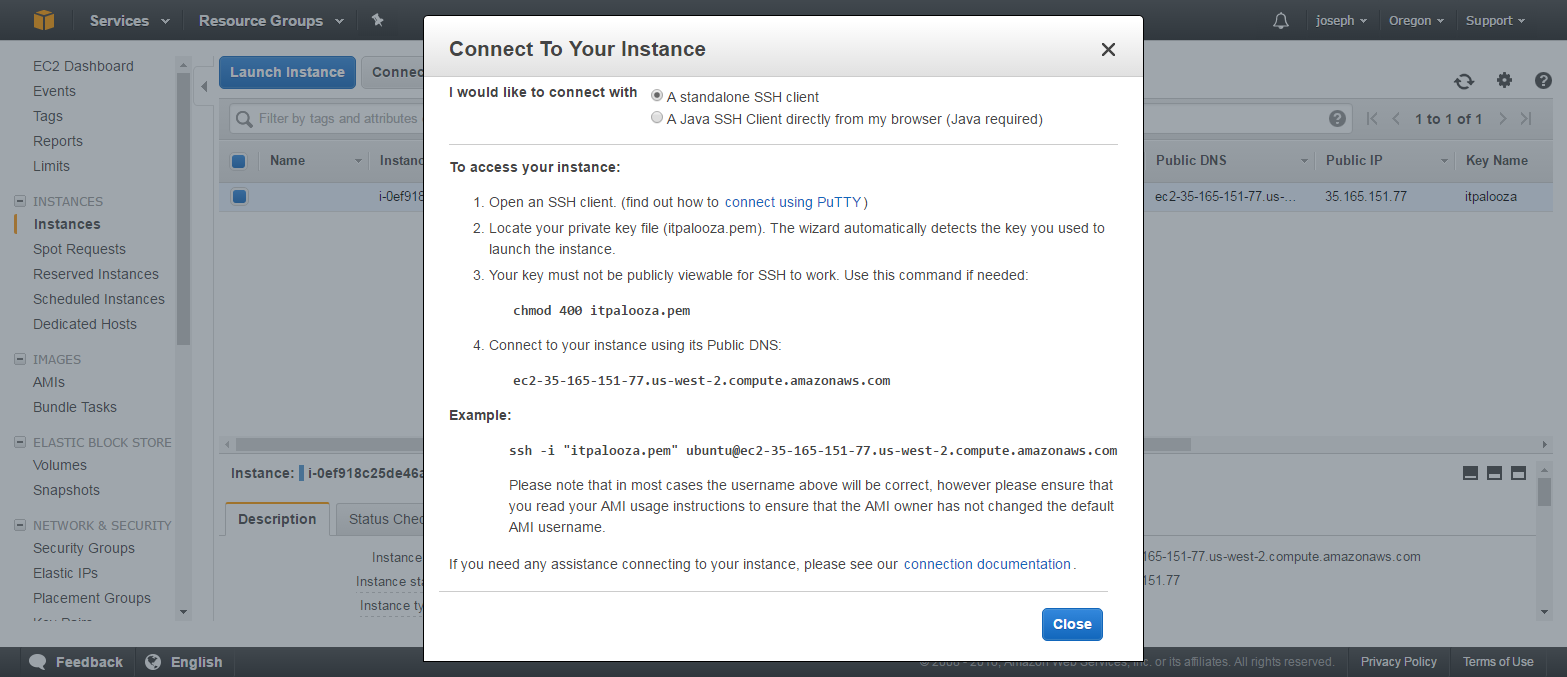 Services
Resource Groups
joseph
Oregon
Support
EC2 Dashboard
Events
Tags
Reports
Limits
INSTANCES
Instances
Spot Requests
Reserved Instances
Scheduled Instances
Dedicated Hosts
IMAGES
AMIs
Bundle Tasks
ELASTIC BLOCK STORE
Volumes
Snapshots
NETWORK & SECURITY
Security Groups
Elastic IPs
Placement Groups
Key Pairs
Launch Instance
Connec
Filter by tags and attributes
1 to 1 of 1
Name
Instanc
Public DNS
Public IP
Key Name
i-0ef918
ec2-35-165-151-77.us-...
35.165.151.77
itpalooza
Connect To Your Instance
I would like to connect with
A standalone SSH client
A Java SSH Client directly from my browser (Java required)
To access your instance:
1. Open an SSH client. (find out how to connect using PuTTY)
2. Locate your private key file (itpalooza.pem). The wizard automatically detects the key you used to
launch the instance.
3. Your key must not be publicly viewable for SSH to work. Use this command if needed:
chmod 400 itpalooza.pem
4. Connect to your instance using its Public DNS:
ec2-35-165-151-77.us-west-2.compute.amazonaws.com
Example:
ssh -i "itpalooza.pem" ubuntu@ec2-35-165-151-77.us-west-2.compute.amazonaws.com
Please note that in most cases the username above will be correct, however please ensure that
you read your AMI usage instructions to ensure that the AMI owner has not changed the default
AMI username.
If you need any assistance connecting to your instance, please see our connection documentation.
Close
Instance: i-0ef918c25de46a
Description
Status Chec
Instance
Instance sta
Instance ty
165-151-77.us-west-2.compute.amazonaws.com
151.77
Feedback
English
© 2008 - 2016, Amazon Web Services, Inc. or its affiliates. All rights reserved.
Privacy Policy
Terms of Use